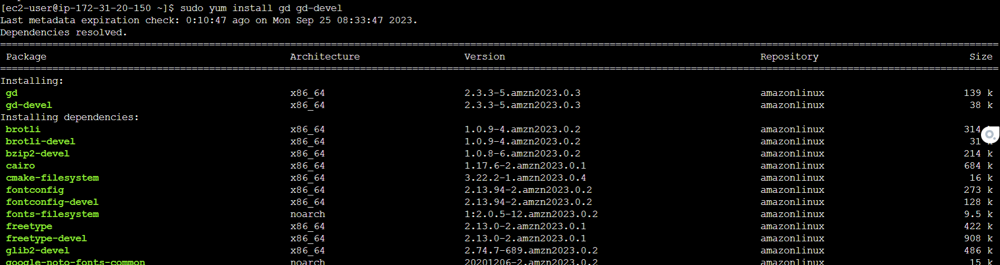 [ec2-user@ip-172-31-20-150 ~]$ sudo yum install gd gd-devel
Last metadata expiration check: 0:10:47 ago on Mon Sep 25 08:33:47 2023.
Dependencies resolved.
Package Architecture Version Repository Size
Installing:
gd x86_64 2.3.3-5.amzn2023.0.3 amazonlinux 139 k
gd-devel x86_64 2.3.3-5.amzn2023.0.3 amazonlinux 38 k
Installing dependencies:
brotli x86_64 1.0.9-4.amzn2023.0.2 amazonlinux 314
brotli-devel x86_64 1.0.9-4.amzn2023.0.2 amazonlinux 31 k
bzip2-devel x86_64 1.0.8-6.amzn2023.0.2 amazonlinux 214 k
cairo x86_64 1.17.6-2.amzn2023.0.1 amazonlinux 684 k
cmake-filesystem x86_64 3.22.2-1.amzn2023.0.4 amazonlinux 16 k
fontconfig x86_64 2.13.94-2.amzn2023.0.2 amazonlinux 273 k
fontconfig-devel x86_64 2.13.94-2.amzn2023.0.2 amazonlinux 128 k
fonts-filesystem noarch 1:2.0.5-12.amzn2023.0.2 amazonlinux 9.5 k
freetype x86_64 2.13.0-2.amzn2023.0.1 amazonlinux 422 k
freetype-devel x86_64 2.13.0-2.amzn2023.0.1 amazonlinux 908 k
glib2-devel x86_64 2.74.7-689.amzn2023.0.2 amazonlinux 486 k
google-noto-fonts-common noarch 20201206-2.amzn2023.0.2 amazonlinux 15 k